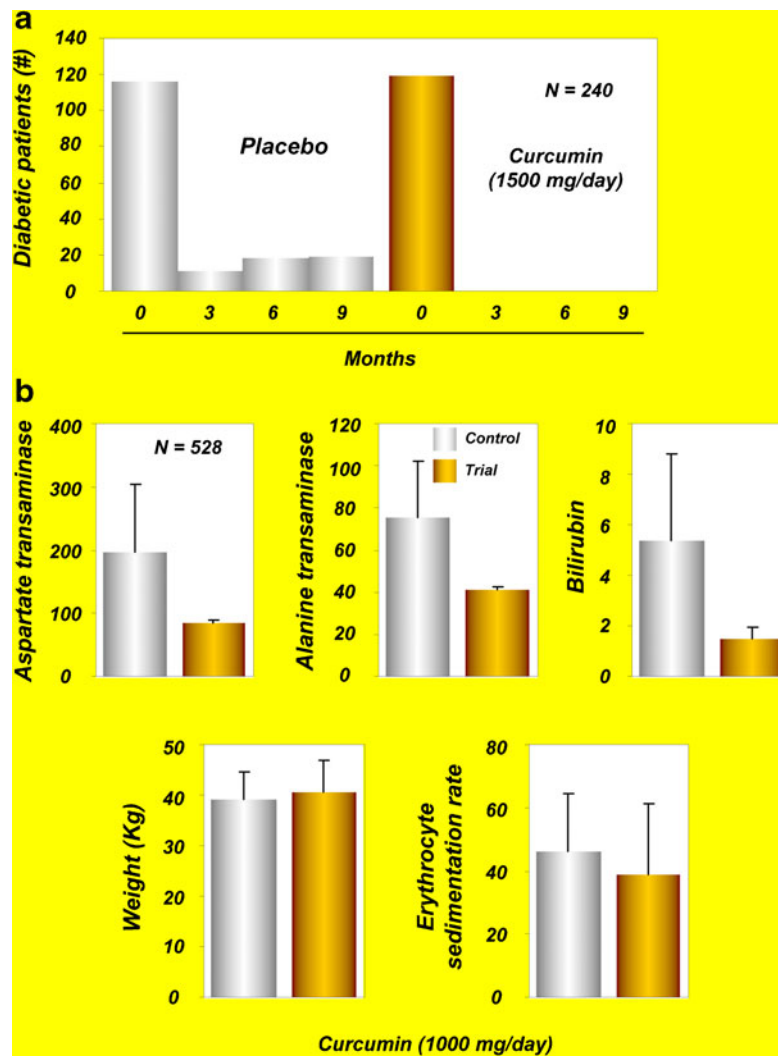 a
Diabetic patients (#)
140
120
100
80
60
40
20
0
Placebo
N = 240
Curcumin
(1500 mg/day)
0 3 6 9 0 3 6 9
Months
b
Aspartate transaminase
400
300
200
100
0
N = 528
Alanine transaminase
120
100
80
60
40
20
0
Control
Trial
Bilirubin
10
8
6
4
2
0
Weight (Kg)
50
40
30
20
10
0
Erythrocyte
sedimentation rate
80
60
40
20
0
Curcumin (1000 mg/day)